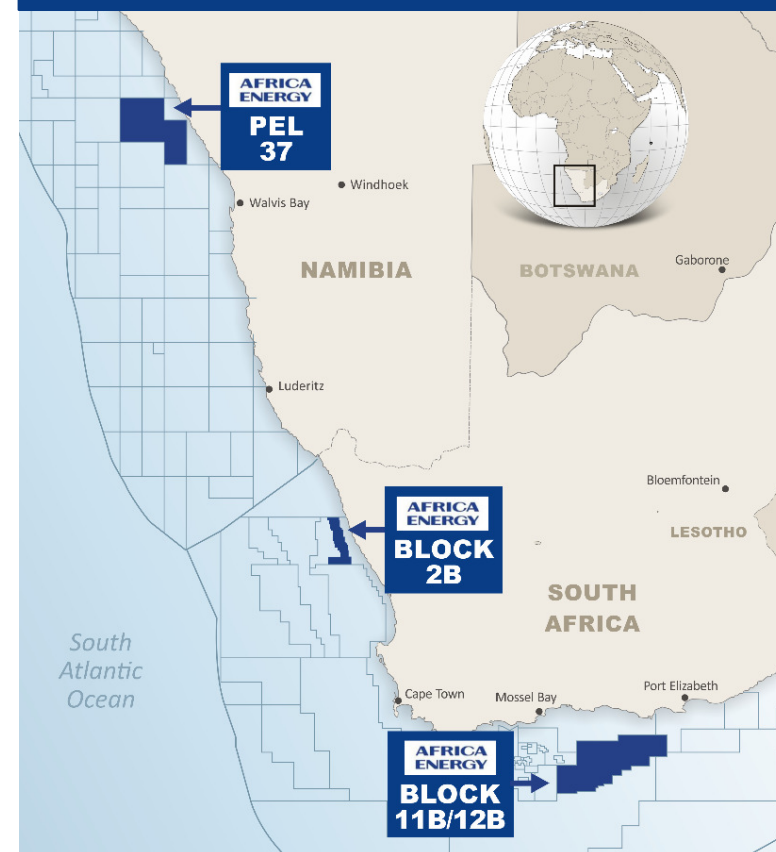 AFRICA
ENERGY
PEL
37
Windhoek
Walvis Bay
NAMIBIA
BOTSWANA
Gaborone
Luderitz
Bloemfontein
AFRICA
ENERGY
BLOCK
2B
LESOTHO
SOUTH
AFRICA
South
Atlantic
Ocean
Cape Town
Mossel Bay
Port Elizabeth
AFRICA
ENERGY
BLOCK
11B/12B